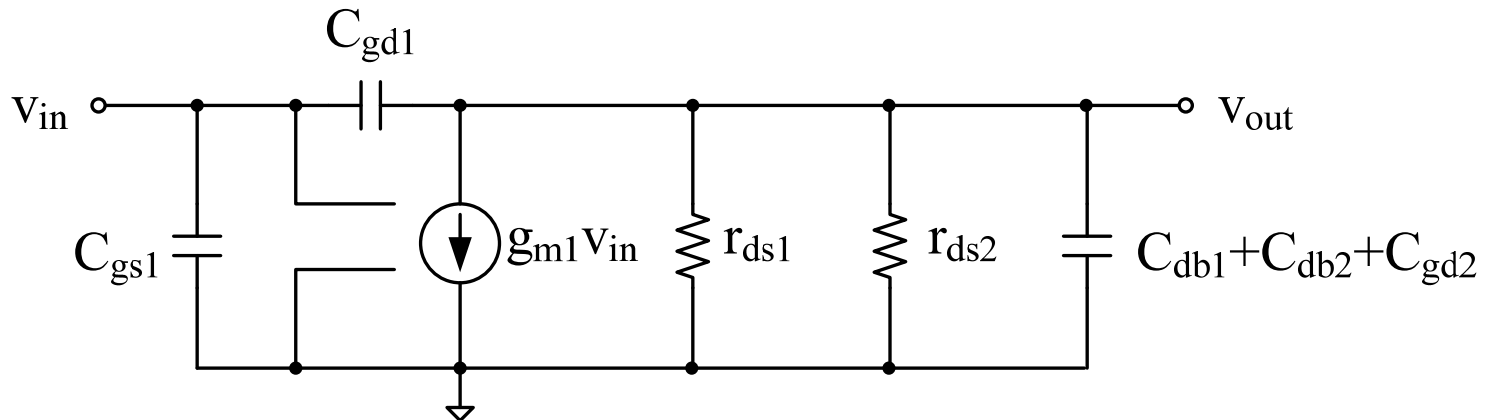 Cgd1
vin
vout
Cgs1
gm1vin
rds1
rds2
Cdb1+Cdb2+Cgd2